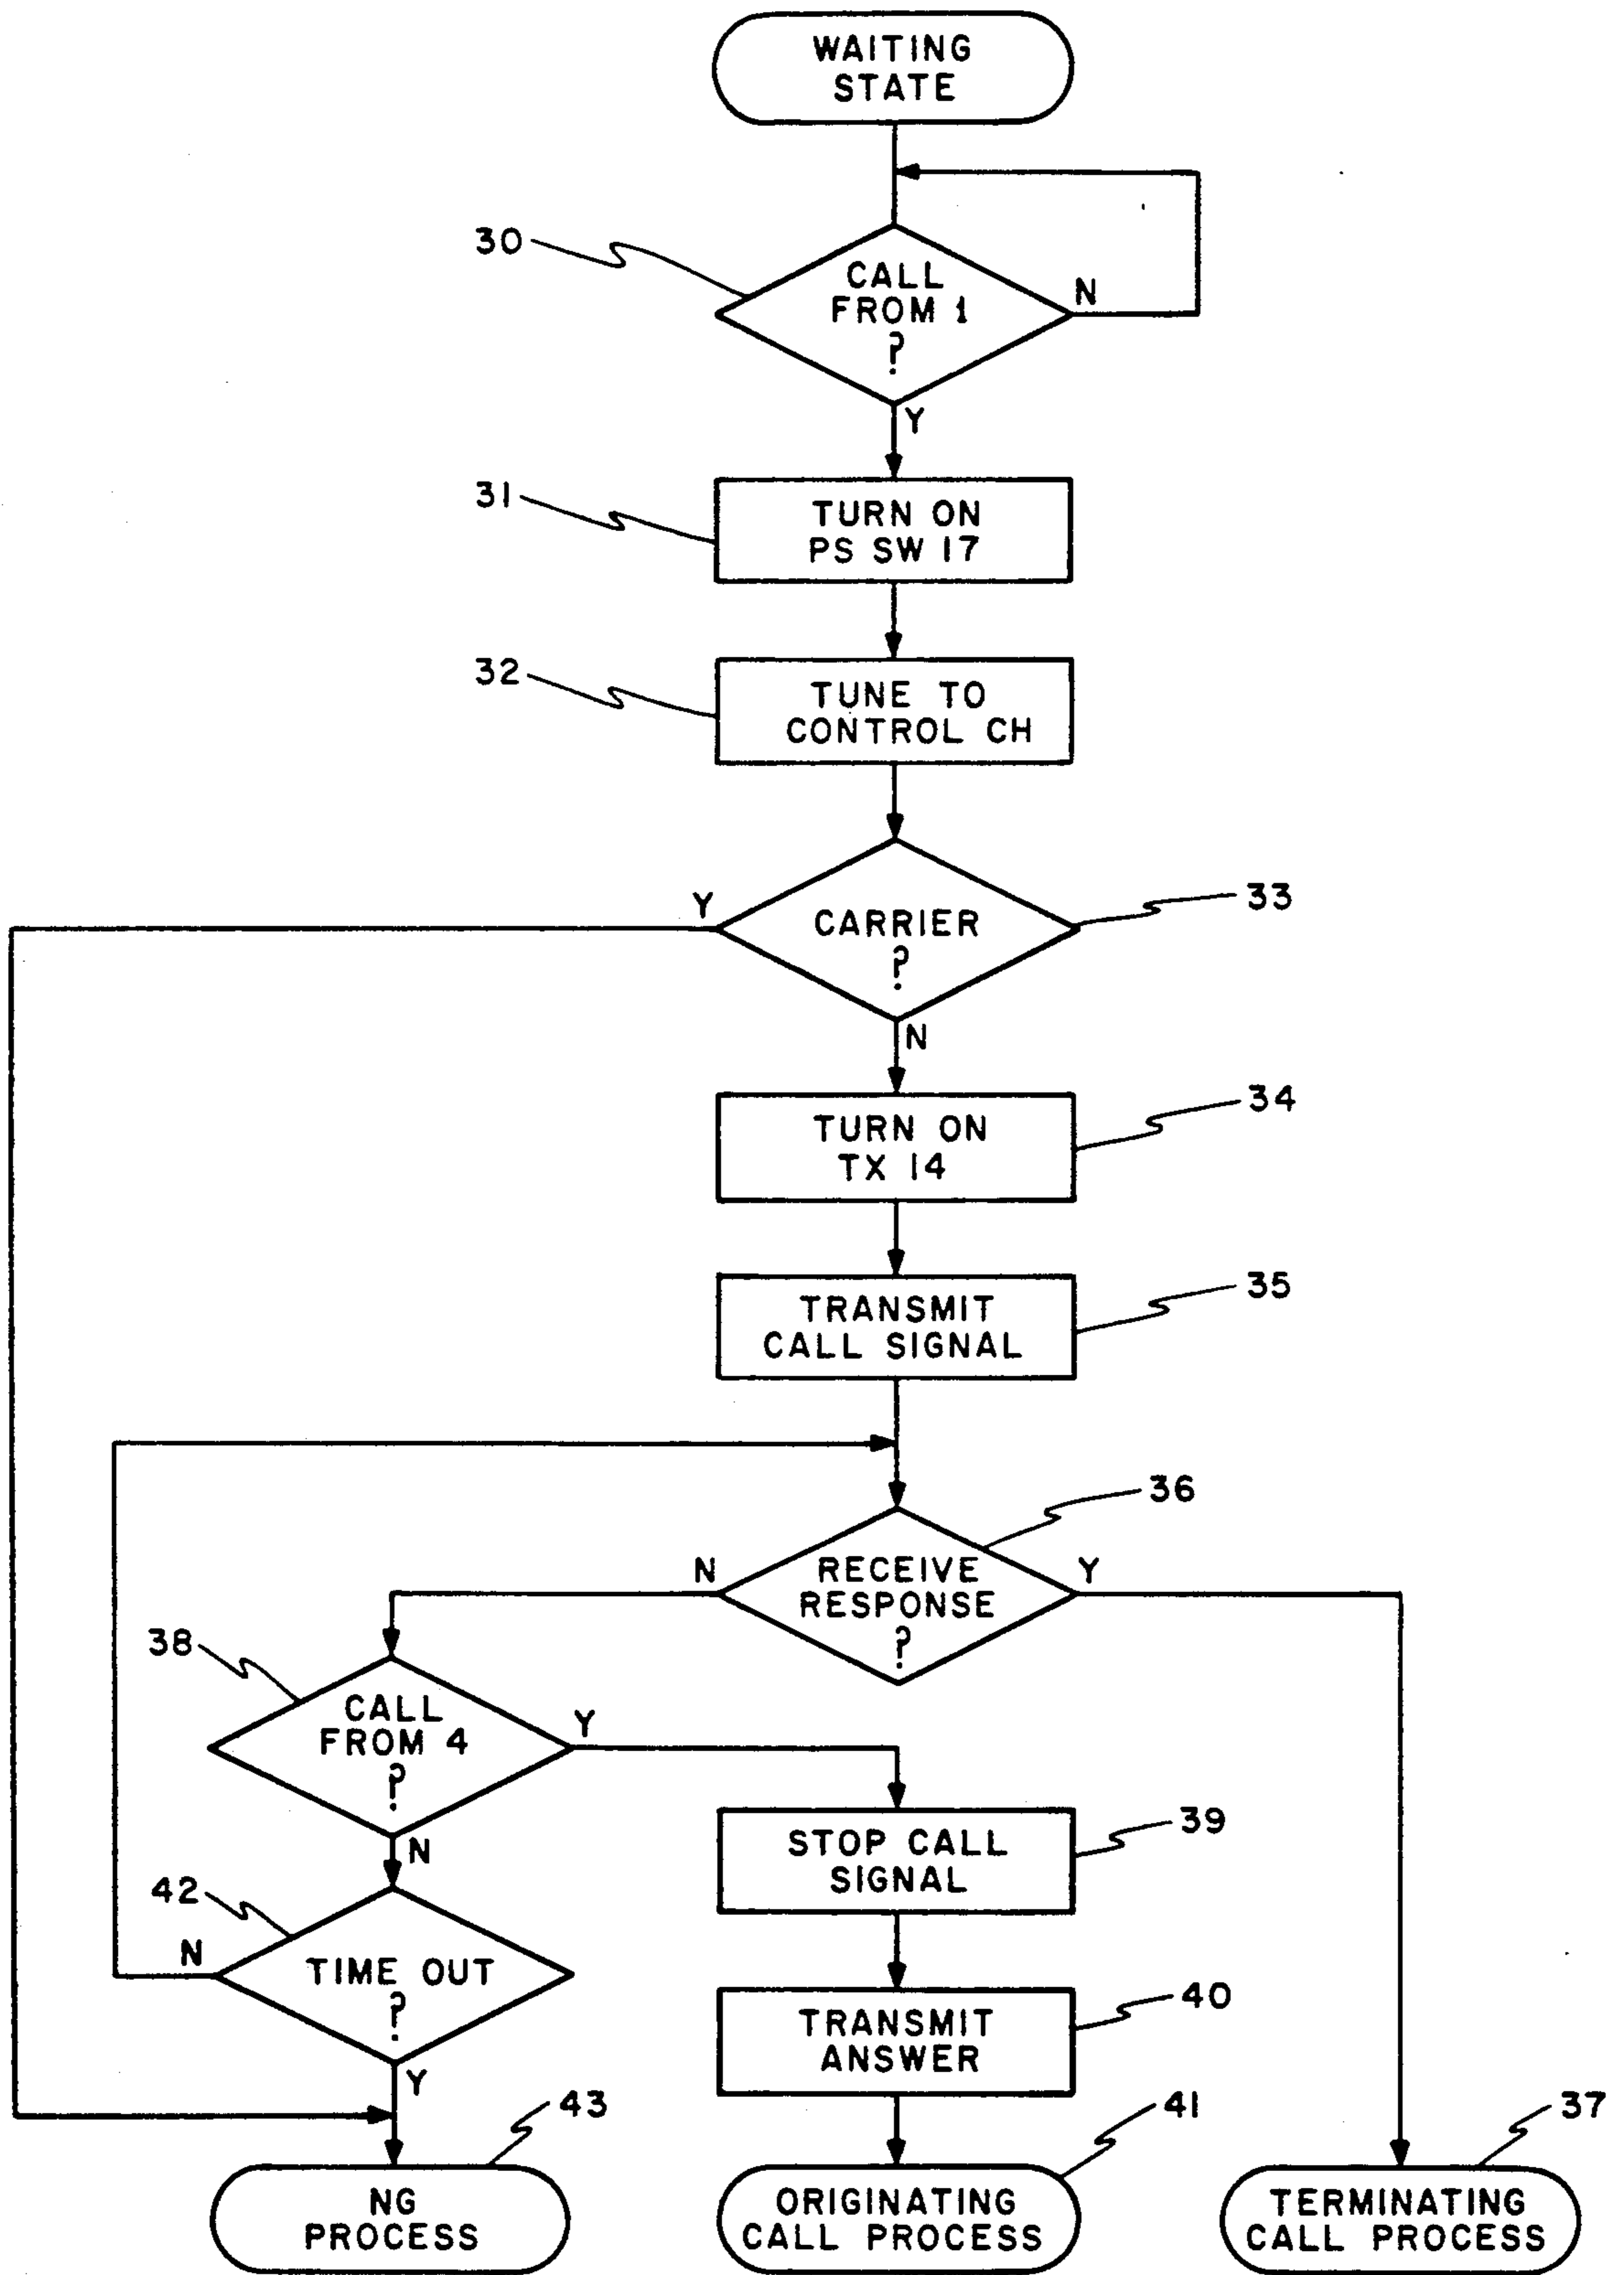 WAITING
STATE
30
CALL
FROM 1
?
N
Y
31
TURN ON
PS SW 17
32
TUNE TO
CONTROL CH
Y
CARRIER
?
33
N
TURN ON
TX 14
34
TRANSMIT
CALL SIGNAL
35
36
N
RECEIVE
RESPONSE
?
Y
38
CALL
FROM 4
?
Y
N
STOP CALL
SIGNAL
39
42
N
TIME OUT
?
Y
TRANSMIT
ANSWER
40
43
41
37
NG
PROCESS
ORIGINATING
CALL PROCESS
TERMINATING
CALL PROCESS